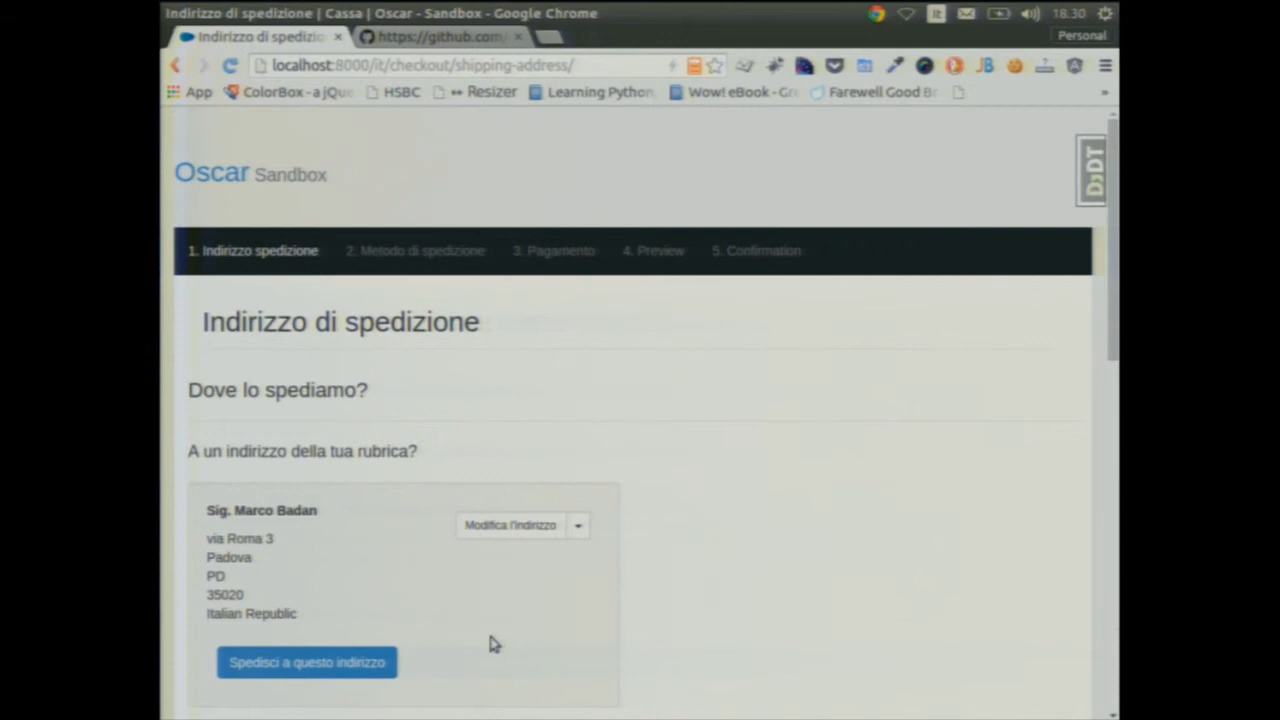 Indirizzo di spedizione | Cassa | Oscar - Sandbox - Google Chrome
It
18.30
Indirizzo di spedizio
https://github.com/
Personal
localhost:8000/it/checkout/shipping-address/
JB
App
ColorBox - a jQue
HSBC
Resizer
Learning Python,
Wow! eBook - Gr
Farewell Good Br
»
Oscar Sandbox
DjDT
1. Indirizzo spedizione
2. Metodo di spedizione
3. Pagamento
4. Preview
5. Confirmation
Indirizzo di spedizione
Dove lo spediamo?
A un indirizzo della tua rubrica?
Sig. Marco Badan
Modifica l'indirizzo
via Roma 3
Padova
PD
35020
Italian Republic
Spedisci a questo indirizzo